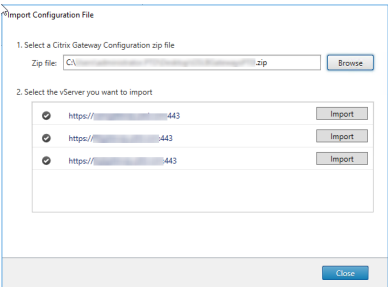 Import Configuration File
1. Select a Citrix Gateway Configuration zip file
Zip file: C:\ .zip Browse
2. Select the vServer you want to import
https:// 443 Import
https:// 443 Import
https:// 443 Import
Close